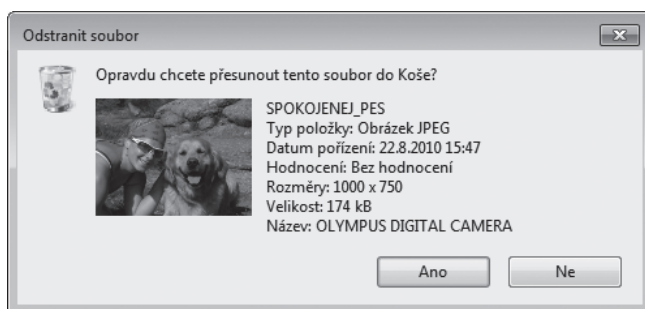 Odstranit soubor
Opravdu chcete přesunout tento soubor do Koše?
SPOKOJENEJ_PES
Typ položky: Obrázek JPEG
Datum pořízení: 22.8.2010 15:47
Hodnocení: Bez hodnocení
Rozměry: 1000 x 750
Velikost: 174 kB
Název: OLYMPUS DIGITAL CAMERA
Ano
Ne